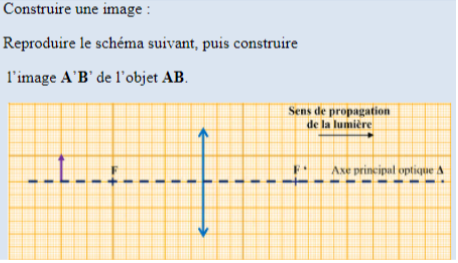 Construire une image :
Reproduire le schéma suivant, puis construire
l'image A'B' de l'objet AB.
Sens de propagation
de la lumière
F
F '
Axe principal optique Δ